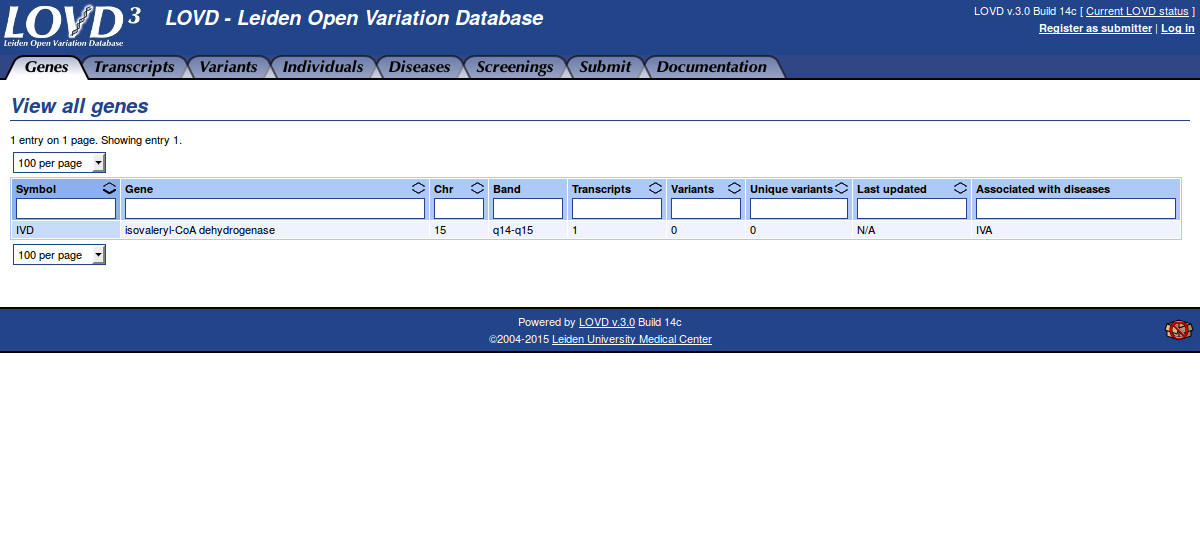 LOVD 3
Leiden Open Variation Database
LOVD - Leiden Open Variation Database
LOVD v.3.0 Build 14c [ Current LOVD status ]
Register as submitter | Log in
Genes Transcripts Variants Individuals Diseases Screenings Submit Documentation
View all genes
1 entry on 1 page. Showing entry 1.
100 per page
Symbol Gene Chr Band Transcripts Variants Unique variants Last updated Associated with diseases
IVD isovaleryl-CoA dehydrogenase 15 q14-q15 1 0 0 N/A IVA
100 per page
Powered by LOVD v.3.0 Build 14c
©2004-2015 Leiden University Medical Center